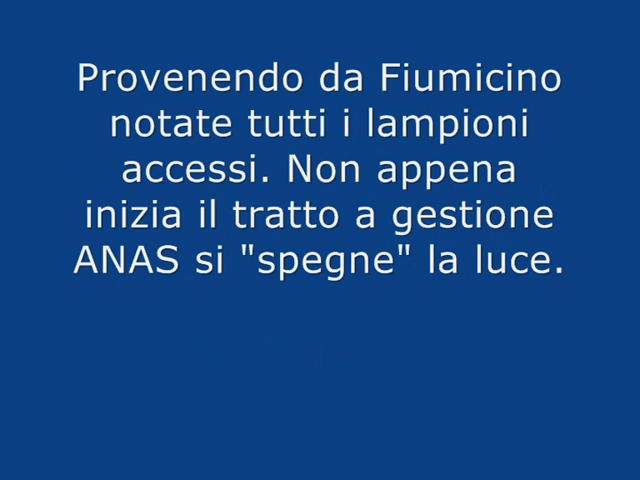 Provenendo da Fiumicino
notate tutti i lampioni
accessi. Non appena
inizia il tratto a gestione
ANAS si "spegne" la luce.